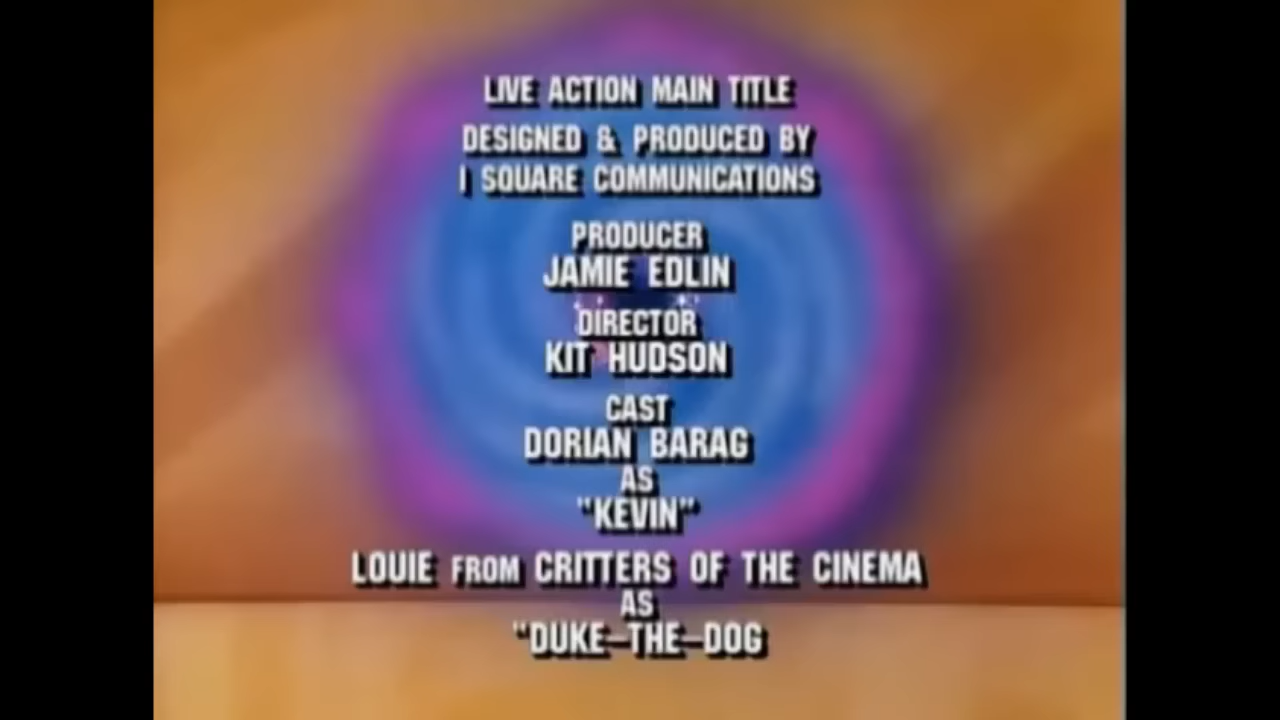 LIVE ACTION MAIN TITLE
DESIGNED & PRODUCED BY
I SQUARE COMMUNICATIONS
PRODUCER
JAMIE EDLIN
DIRECTOR
KIT HUDSON
CAST
DORIAN BARAG
AS
"KEVIN"
LOUIE FROM CRITTERS OF THE CINEMA
AS
"DUKE–THE–DOG